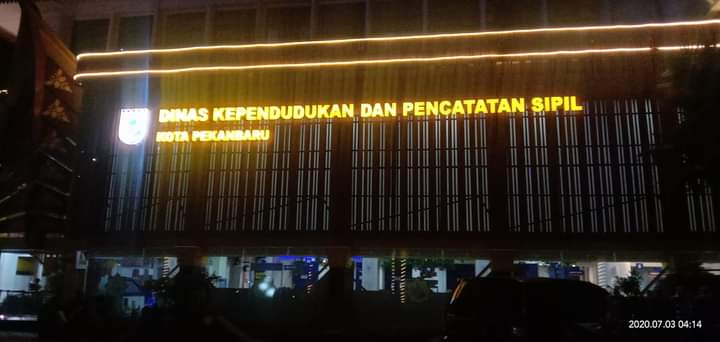 DINAS KEPENDUDUKAN DAN PENCATATAN SIPIL
KOTA PEKANBARU
2020.07.03 04:14